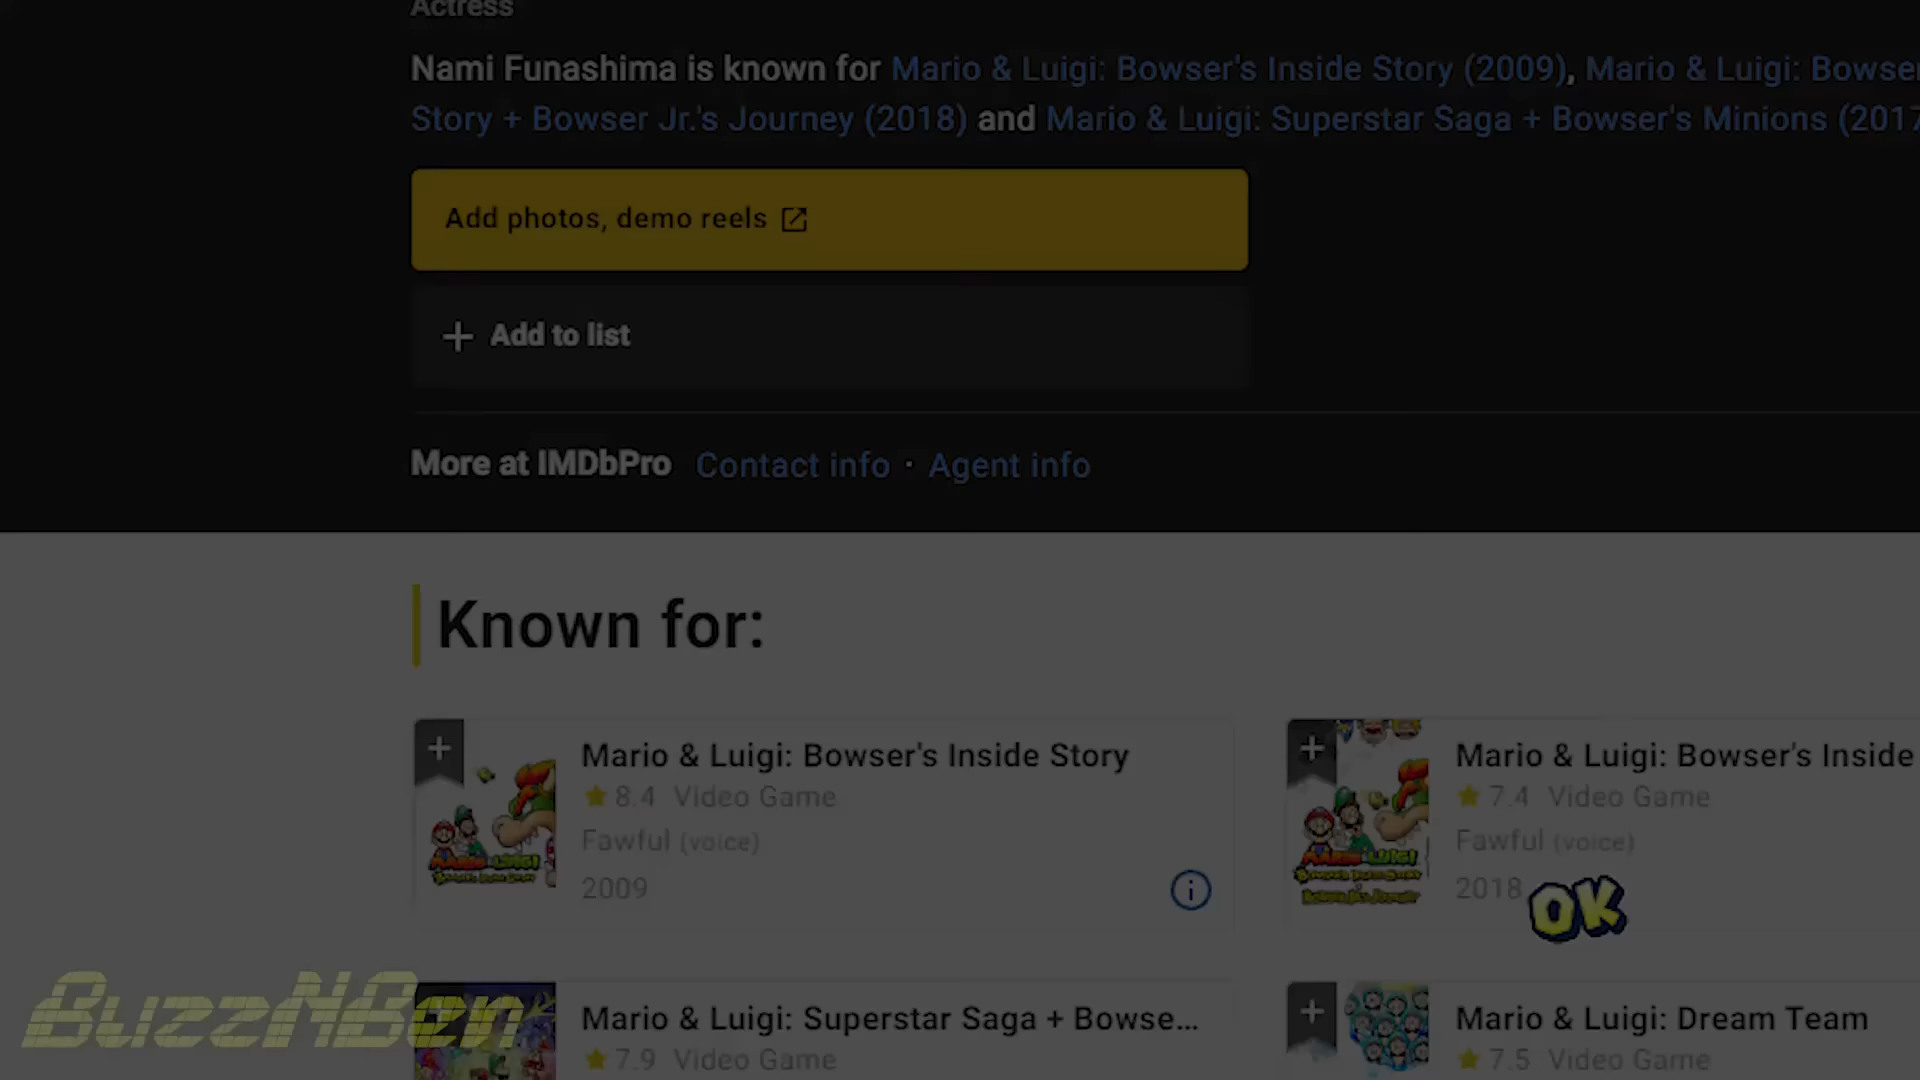 Actress
Nami Funashima is known for Mario & Luigi: Bowser's Inside Story (2009), Mario & Luigi: Bowser
Story + Bowser Jr.'s Journey (2018) and Mario & Luigi: Superstar Saga + Bowser's Minions (2017
Add photos, demo reels
+ Add to list
More at IMDbPro Contact info · Agent info
Known for:
Mario & Luigi: Bowser's Inside Story
8.4 Video Game
Fawful (voice)
2009
Mario & Luigi: Bowser's Inside
7.4 Video Game
Fawful (voice)
2018
OK
Mario & Luigi: Superstar Saga + Bowse...
7.9 Video Game
Mario & Luigi: Dream Team
7.5 Video Game
BuzzNBen